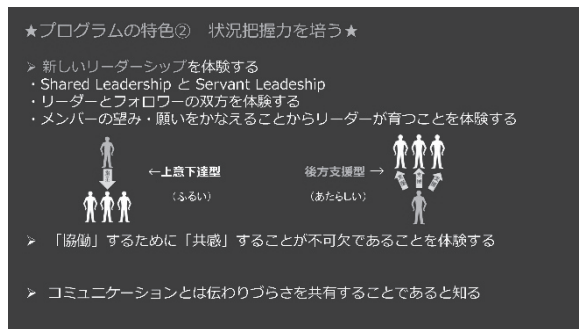 ★プログラムの特色② 状況把握力を培う★
➢ 新しいリーダーシップを体験する
・Shared Leadership と Servant Leadeship
・リーダーとフォロワーの双方を体験する
・メンバーの望み・願いをかなえることからリーダーが育つことを体験する
←上意下達型 後方支援型→
(ふるい) (あたらしい)
➢ 「協働」するために「共感」することが不可欠であることを体験する
➢ コミュニケーションとは伝わりづらさを共有することであると知る